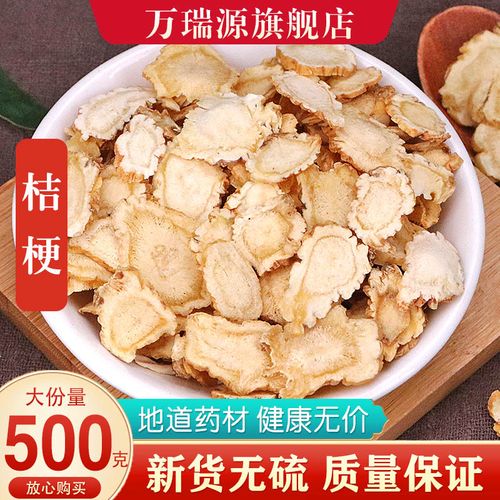 万瑞源旗舰店
桔梗
大份量
500克
放心购买
地道药材 健康无价
新货无硫 质量保证